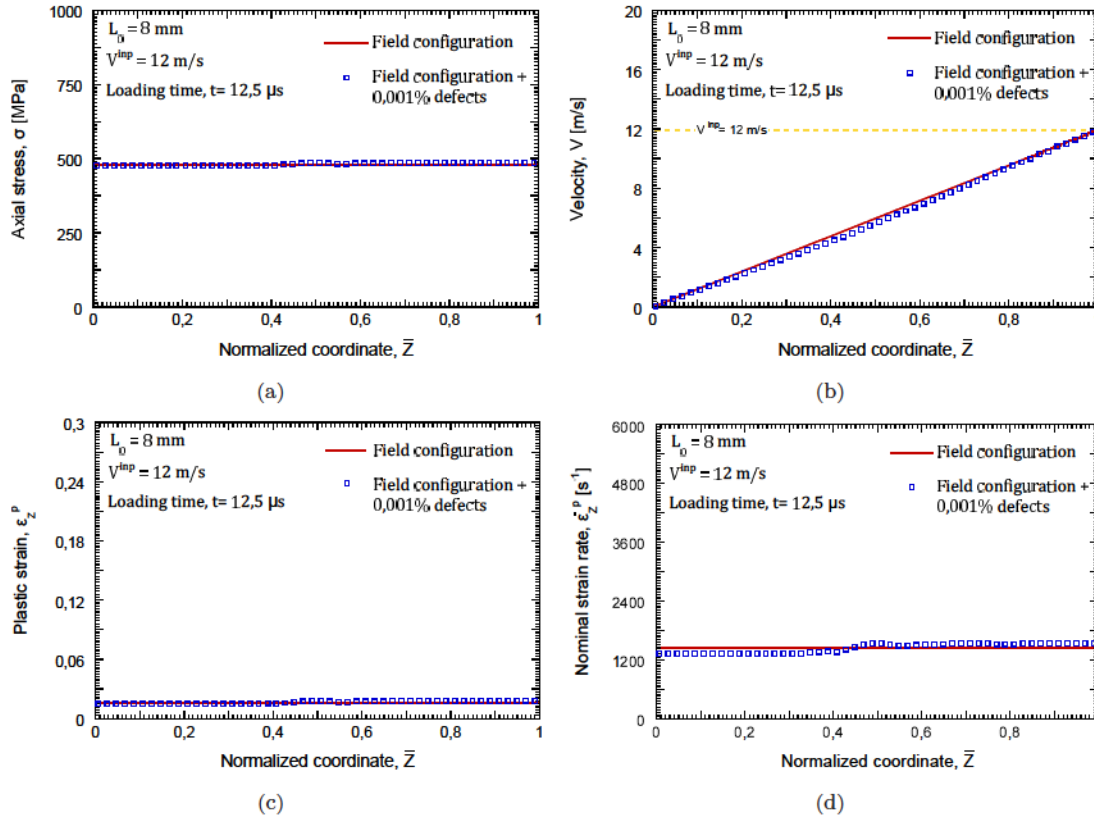 1000
750
500
250
0
Axial stress, σ [MPa]
L₀ = 8 mm
Vⁱⁿᵖ = 12 m/s
Loading time, t= 12,5 µs
Field configuration
Field configuration +
0,001% defects
0 0,2 0,4 0,6 0,8 1
Normalized coordinate, Z̅
(a)
20
16
12
8
4
0
Velocity, V [m/s]
L₀ = 8 mm
Vⁱⁿᵖ = 12 m/s
Loading time, t= 12,5 µs
Field configuration
Field configuration +
0,001% defects
V ⁱⁿᵖ= 12 m/s
0 0,2 0,4 0,6 0,8
Normalized coordinate, Z̅
(b)
0,3
0,24
0,18
0,12
0,06
0
Plastic strain, ε_z^p
L₀ = 8 mm
Vⁱⁿᵖ = 12 m/s
Loading time, t= 12,5 µs
Field configuration
Field configuration +
0,001% defects
0 0,2 0,4 0,6 0,8 1
Normalized coordinate, Z̅
(c)
6000
4800
3600
2400
1200
0
Nominal strain rate, ε̇_z^p [s⁻¹]
L₀ = 8 mm
Vⁱⁿᵖ = 12 m/s
Loading time, t= 12,5 µs
Field configuration
Field configuration +
0,001% defects
0 0,2 0,4 0,6 0,8
Normalized coordinate, Z̅
(d)